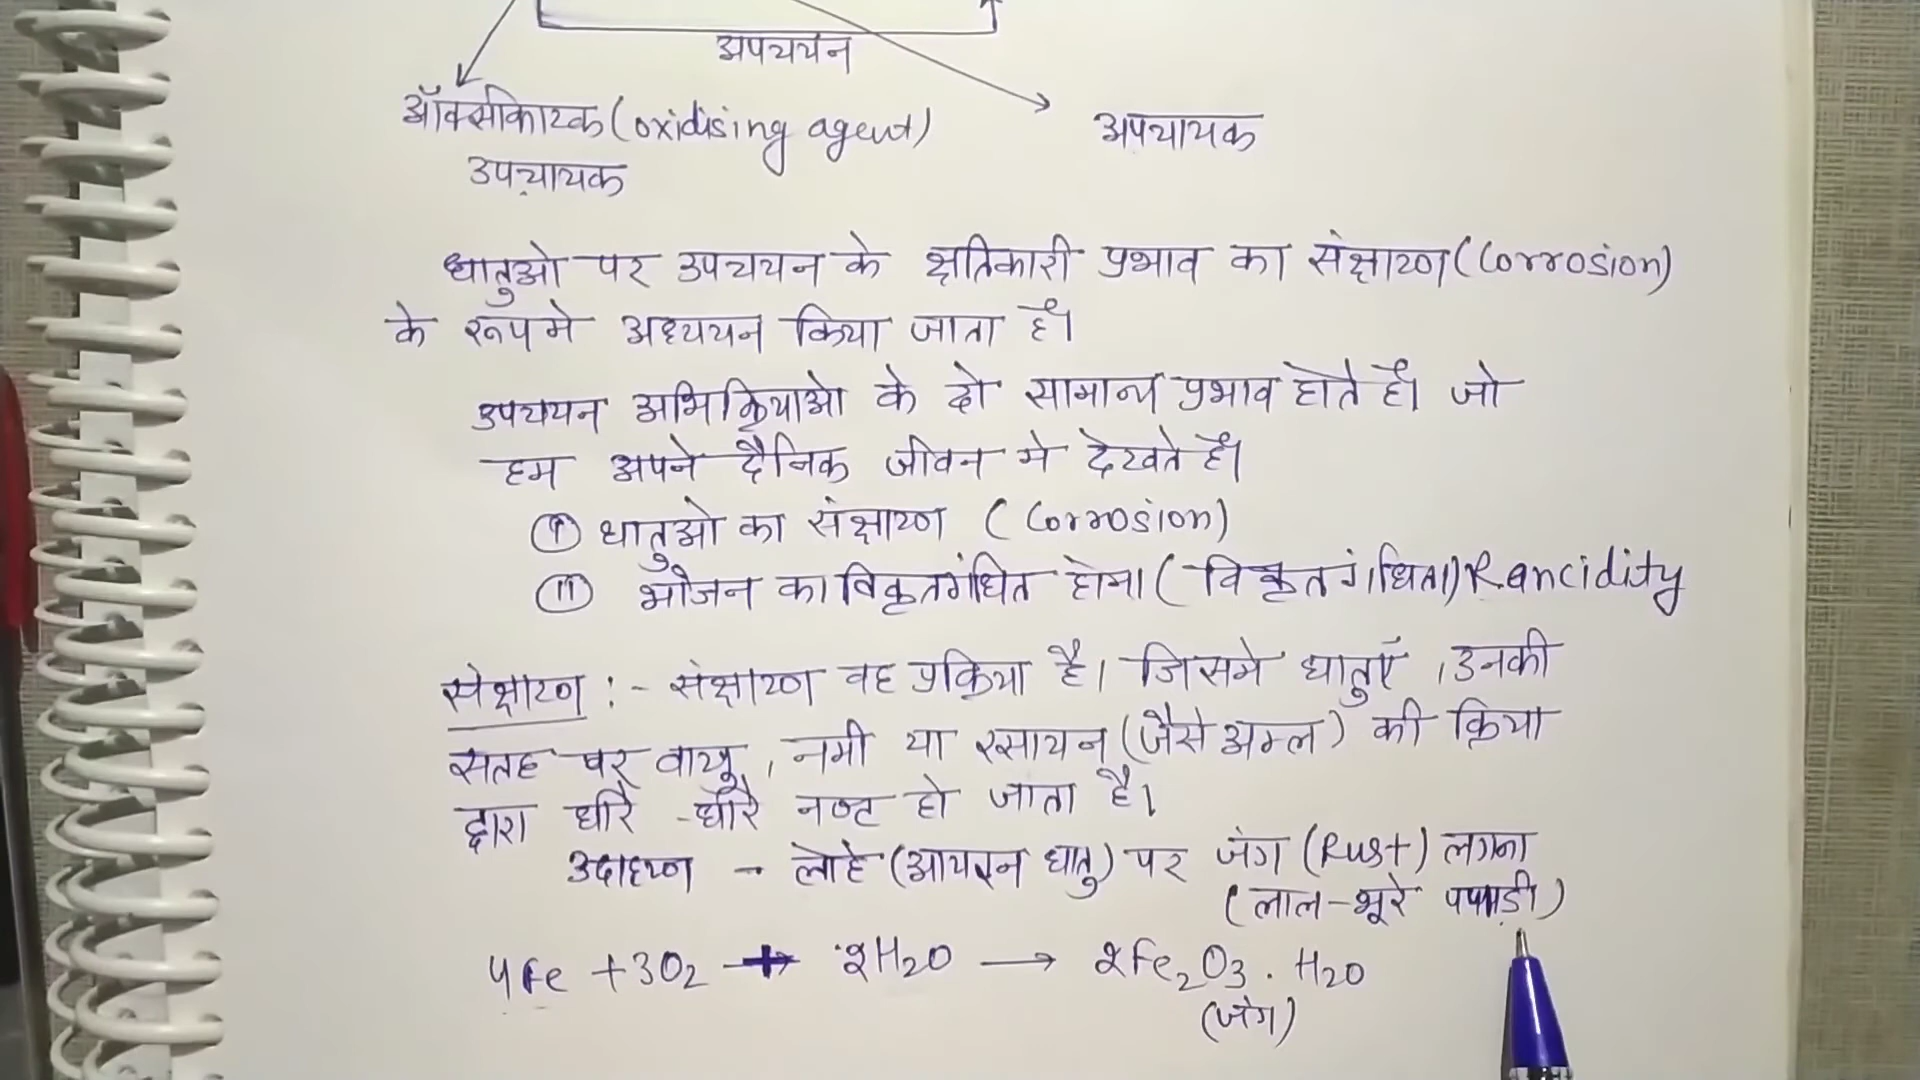 अपचयन
ऑक्सीकारक (oxidising agent) अपचायक
उपचायक
धातुओ पर उपचयन के क्षतिकारी प्रभाव का संक्षारण (Corrosion)
के रूपमे अध्ययन किया जाता है।
उपचयन अभिक्रियाओ के दो सामान्य प्रभाव होते है। जो
हम अपने दैनिक जीवन मे देखते है।
(i) धातुओ का संक्षारण (Corrosion)
(ii) भोजन का विकृतगंधित होना (विकृतगंधिता) Rancidity
संक्षारण :- संक्षारण वह प्रक्रिया है। जिसमे धातुएँ, उनकी
सतह पर वायु, नमी या रसायन (जैसे अम्ल) की क्रिया
द्वारा धीरे-धीरे नष्ट हो जाता है।
उदाहरण - लोहे (आयरन धातु) पर जंग (Rust) लगना
(लाल-भूरे पपड़ी)
4Fe + 3O₂ + 2H₂O → 2Fe₂O₃ . H₂O
(जंग)